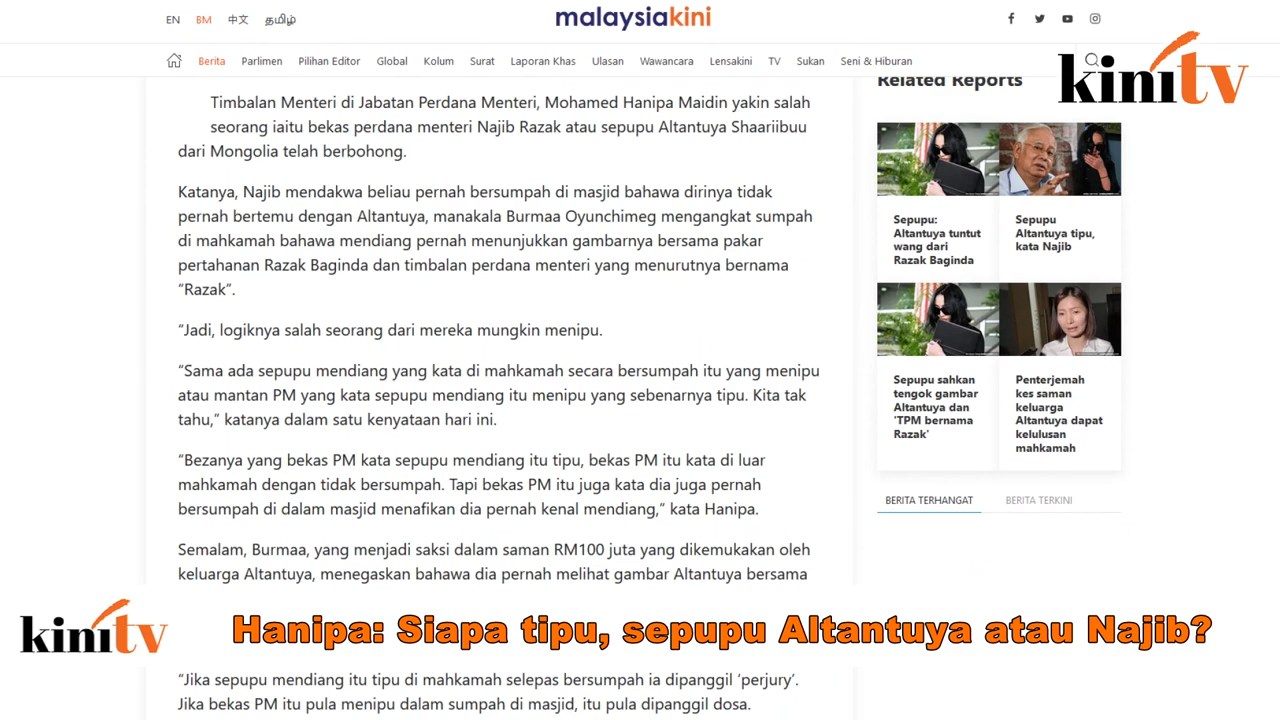 EN BM 中文 தமிழ்
malaysiakini
Berita Parlimen Pilihan Editor Global Kolum Surat Laporan Khas Ulasan Wawancara Lensakini TV Sukan Seni & Hiburan
kinitv
Timbalan Menteri di Jabatan Perdana Menteri, Mohamed Hanipa Maidin yakin salah
seorang iaitu bekas perdana menteri Najib Razak atau sepupu Altantuya Shaariibuu
dari Mongolia telah berbohong.
Katanya, Najib mendakwa beliau pernah bersumpah di masjid bahawa dirinya tidak
pernah bertemu dengan Altantuya, manakala Burmaa Oyunchimeg mengangkat sumpah
di mahkamah bahawa mendiang pernah menunjukkan gambarnya bersama pakar
pertahanan Razak Baginda dan timbalan perdana menteri yang menurutnya bernama
“Razak”.
“Jadi, logiknya salah seorang dari mereka mungkin menipu.
“Sama ada sepupu mendiang yang kata di mahkamah secara bersumpah itu yang menipu
atau mantan PM yang kata sepupu mendiang itu menipu yang sebenarnya tipu. Kita tak
tahu,” katanya dalam satu kenyataan hari ini.
“Bezanya yang bekas PM kata sepupu mendiang itu tipu, bekas PM itu kata di luar
mahkamah dengan tidak bersumpah. Tapi bekas PM itu juga kata dia juga pernah
bersumpah di dalam masjid menafikan dia pernah kenal mendiang,” kata Hanipa.
Semalam, Burmaa, yang menjadi saksi dalam saman RM100 juta yang dikemukakan oleh
keluarga Altantuya, menegaskan bahawa dia pernah melihat gambar Altantuya bersama
“Jika sepupu mendiang itu tipu di mahkamah selepas bersumpah ia dipanggil ‘perjury’.
Jika bekas PM itu pula menipu dalam sumpah di masjid, itu pula dipanggil dosa.
Related Reports
Sepupu:
Altantuya tuntut
wang dari
Razak Baginda
Sepupu
Altantuya tipu,
kata Najib
Sepupu sahkan
tengok gambar
Altantuya dan
'TPM bernama
Razak'
Penterjemah
kes saman
keluarga
Altantuya dapat
kelulusan
mahkamah
BERITA TERHANGAT BERITA TERKINI
kinitv
Hanipa: Siapa tipu, sepupu Altantuya atau Najib?